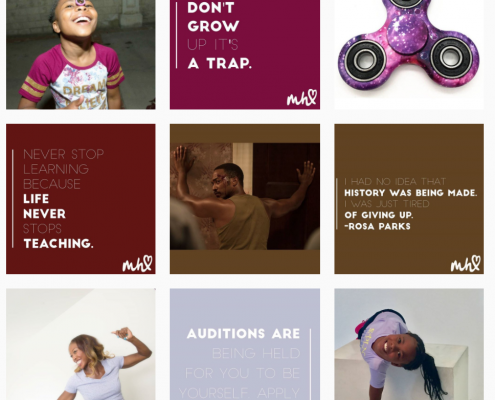 DREAM
DON'T
GROW
UP IT'S
A TRAP.
mh
NEVER STOP
LEARNING
BECAUSE
LIFE
NEVER
STOPS
TEACHING.
mh
I HAD NO IDEA THAT
HISTORY WAS BEING MADE.
I WAS JUST TIRED
OF GIVING UP.
-ROSA PARKS
mh
AUDITIONS ARE
BEING HELD
FOR YOU TO BE
YOURSELF. APPLY